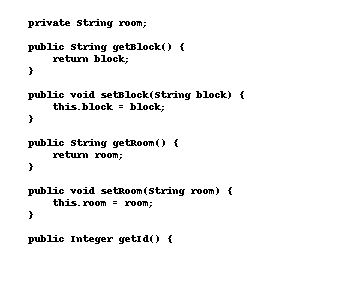 private String room;
public String getBlock() {
return block;
}
public void setBlock(String block) {
this.block = block;
}
public String getRoom() {
return room;
}
public void setRoom(String room) {
this.room = room;
}
public Integer getId() {